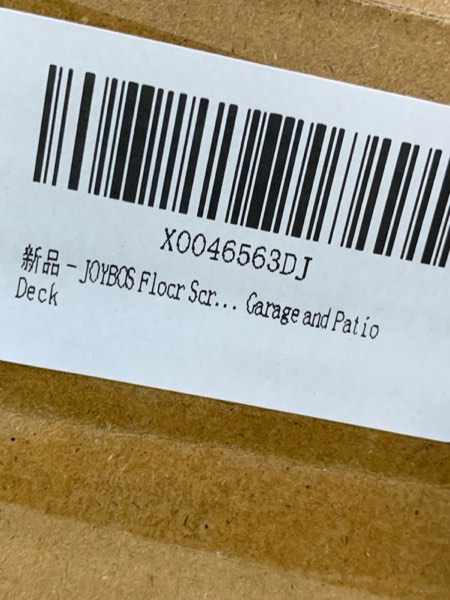 X0046563DJ
新品 - JOYBOS Floor Scr... Garage and Patio
Deck